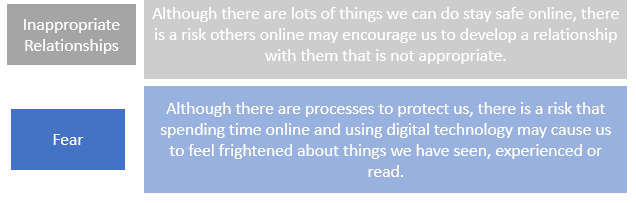 Inappropriate
Relationships
Although there are lots of things we can do stay safe online, there
is a risk others online may encourage us to develop a relationship
with them that is not appropriate.
Fear
Although there are processes to protect us, there is a risk that
spending time online and using digital technology may cause us
to feel frightened about things we have seen, experienced or
read.